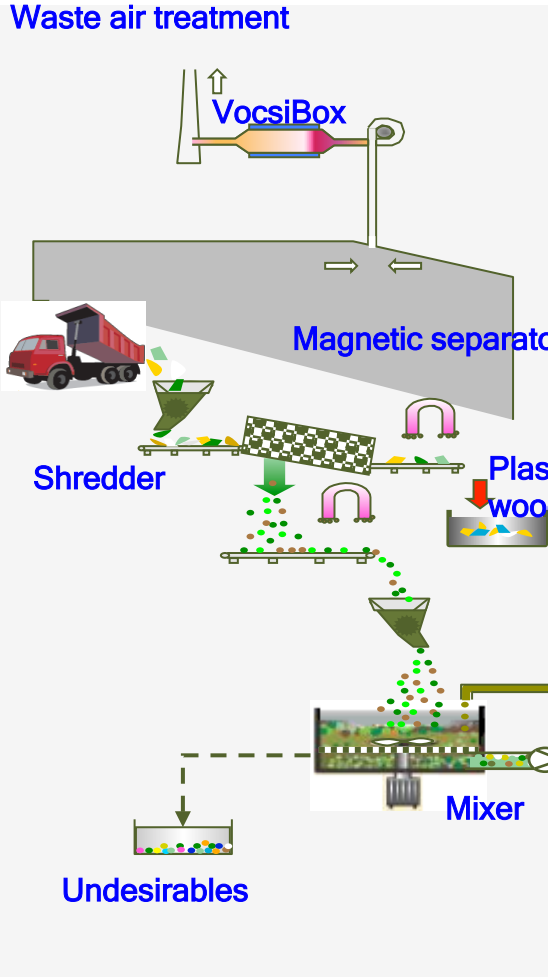 Waste air treatment
VocsiBox
Magnetic separato
Shredder
Plas
woo
Mixer
Undesirables